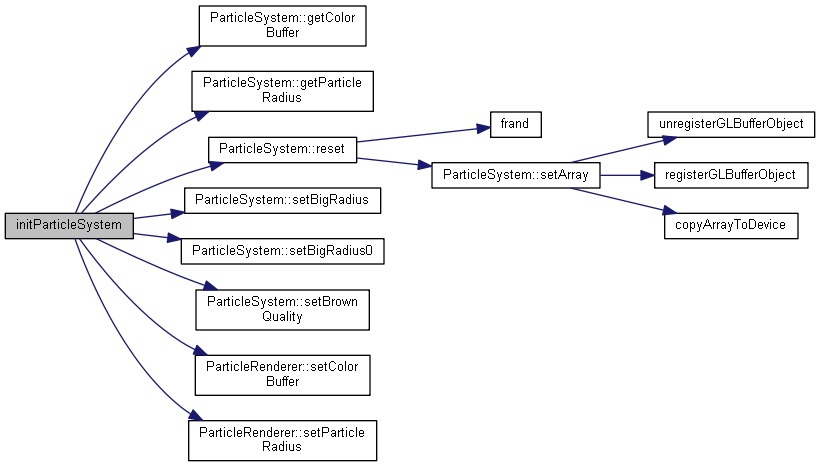 ParticleSystem::getColor
Buffer
ParticleSystem::getParticle
Radius
ParticleSystem::reset
frand
unregisterGLBufferObject
ParticleSystem::setArray
registerGLBufferObject
ParticleSystem::setBigRadius
initParticleSystem
copyArrayToDevice
ParticleSystem::setBigRadius0
ParticleSystem::setBrown
Quality
ParticleRenderer::setColor
Buffer
ParticleRenderer::setParticle
Radius